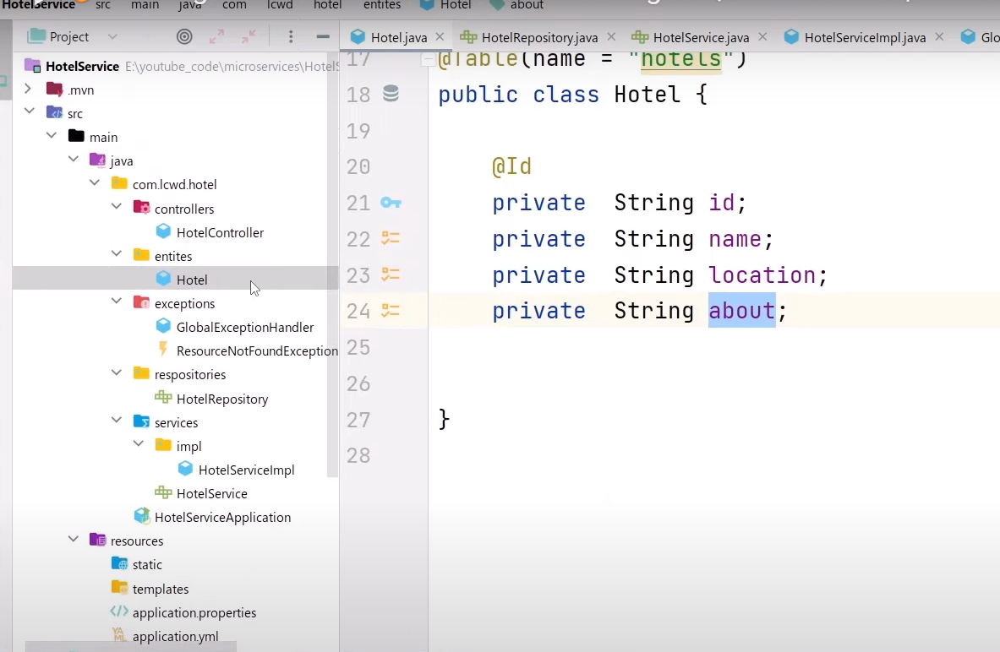 HotelService src main java com lcwd hotel entites Hotel about
Project
Hotel.java HotelRepository.java HotelService.java HotelServiceImpl.java Glo
HotelService E:\youtube_code\microservices\HotelS
.mvn
src
main
java
com.lcwd.hotel
controllers
HotelController
entites
Hotel
exceptions
GlobalExceptionHandler
ResourceNotFoundException
respositories
HotelRepository
services
impl
HotelServiceImpl
HotelService
HotelServiceApplication
resources
static
templates
application.properties
application.yml
17 @Table(name = "hotels")
18 public class Hotel {
19
20 @Id
21 private String id;
22 private String name;
23 private String location;
24 private String about;
25
26
27 }
28